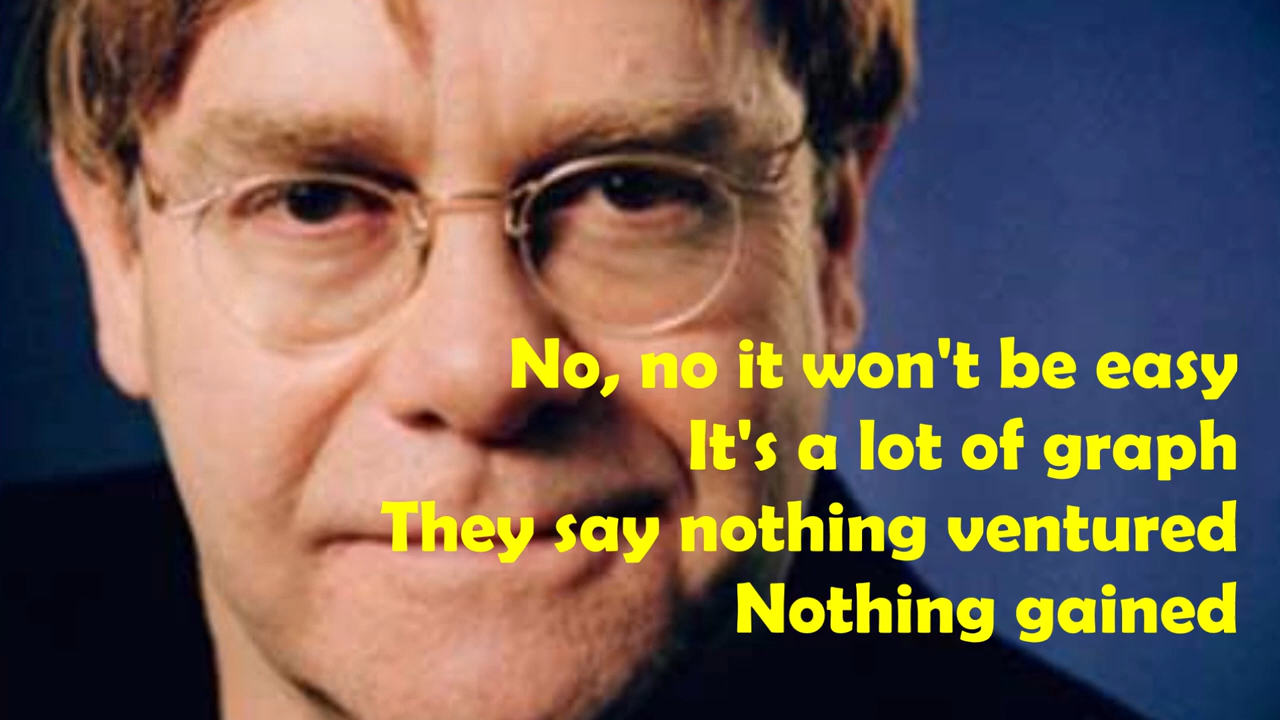 No, no it won't be easy
It's a lot of graph
They say nothing ventured
Nothing gained